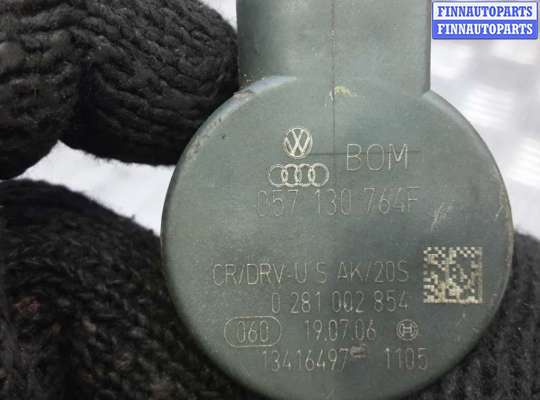 FINNAUTOPARTS
FINNAUTOPARTS
BOM
057 130 764F
CR/DRV-U S AK/20S
0 281 002 854
060 19.07.06
13416497 1105